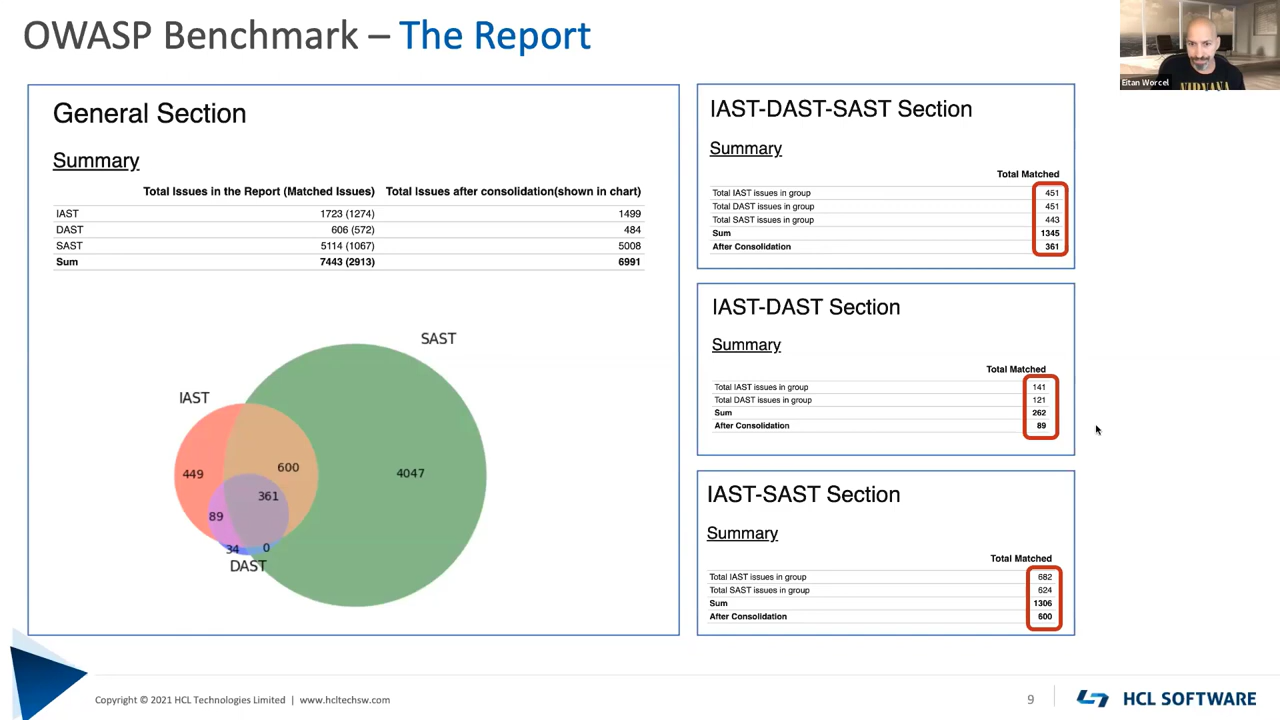 OWASP Benchmark – The Report
Eitan Worcel
NIRVANA
General Section
Summary
Total Issues in the Report (Matched Issues) Total Issues after consolidation(shown in chart)
IAST 1723 (1274) 1499
DAST 606 (572) 484
SAST 5114 (1067) 5008
Sum 7443 (2913) 6991
SAST
IAST
449
600
4047
361
89
34
0
DAST
IAST-DAST-SAST Section
Summary
Total Matched
Total IAST issues in group 451
Total DAST issues in group 451
Total SAST issues in group 443
Sum 1345
After Consolidation 361
IAST-DAST Section
Summary
Total Matched
Total IAST issues in group 141
Total DAST issues in group 121
Sum 262
After Consolidation 89
IAST-SAST Section
Summary
Total Matched
Total IAST issues in group 682
Total SAST issues in group 624
Sum 1306
After Consolidation 600
Copyright © 2021 HCL Technologies Limited | www.hcltechsw.com
9
HCL SOFTWARE